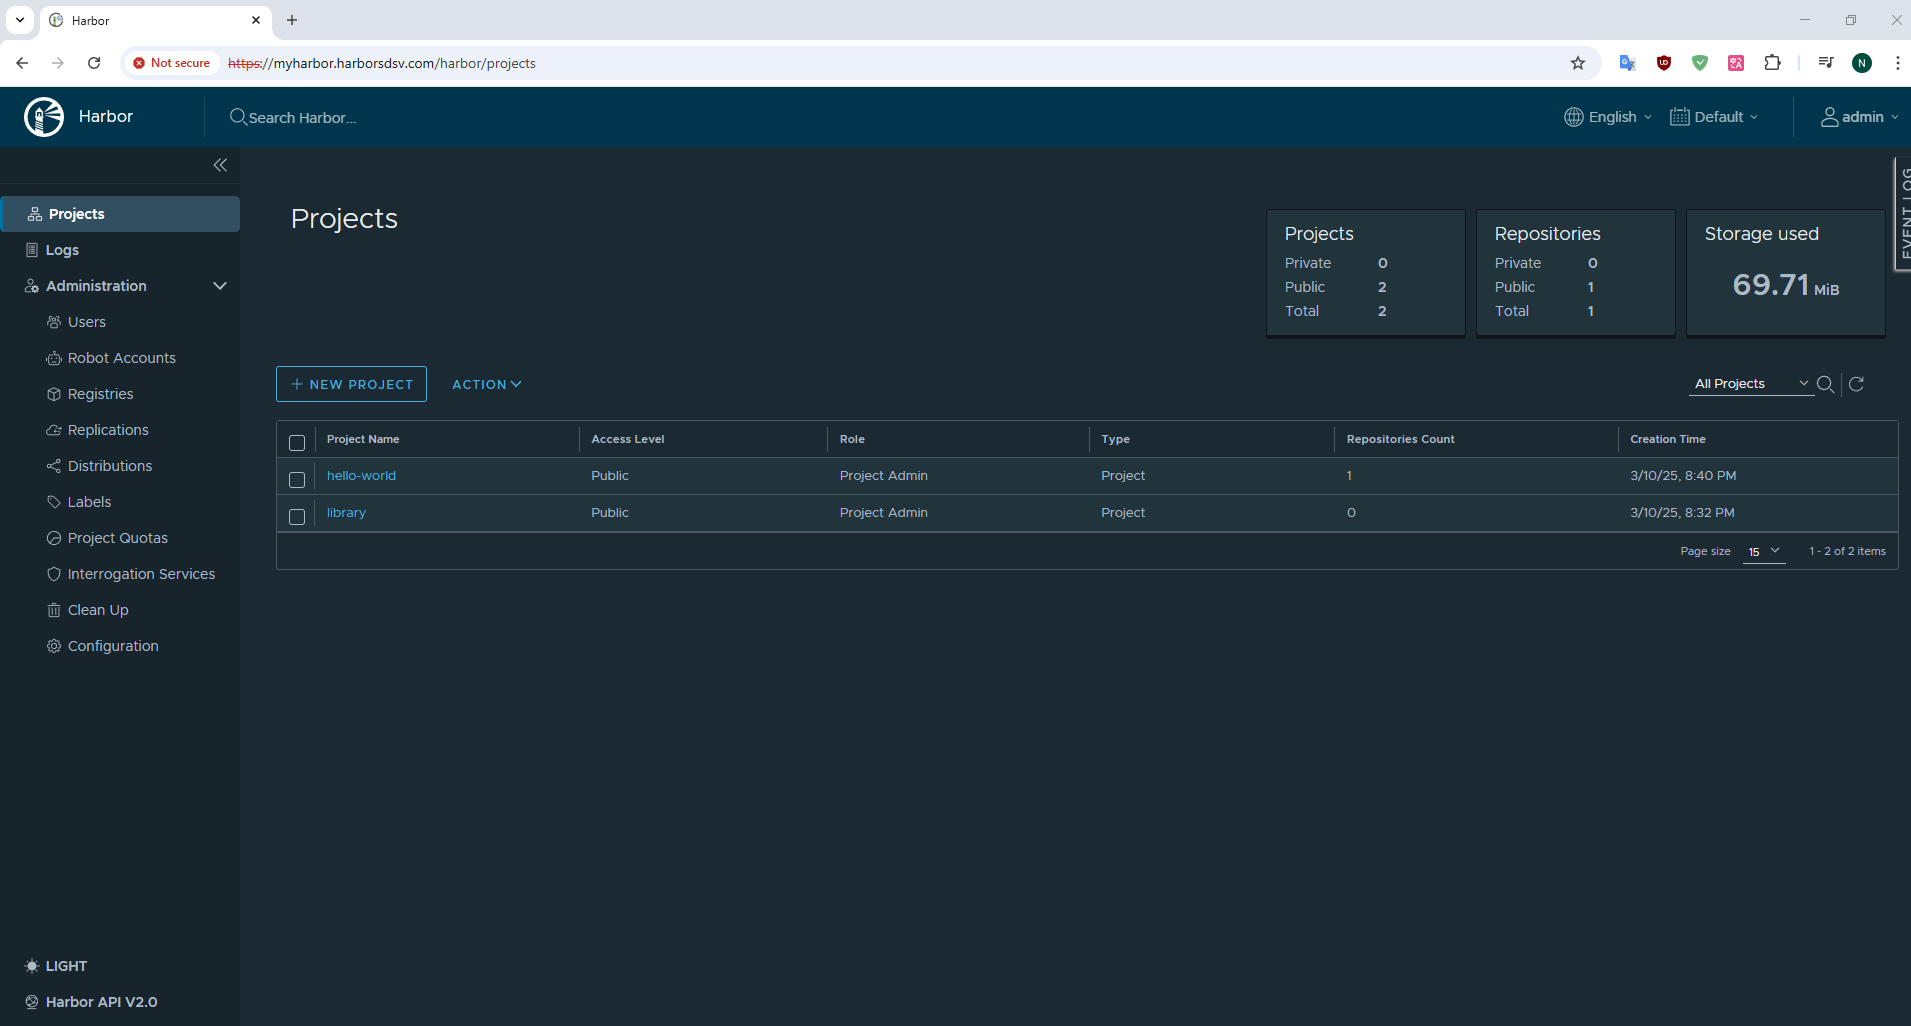 Harbor
Not secure
https://myharbor.harborsdsv.com/harbor/projects
N
Harbor
Search Harbor...
English
Default
admin
EVENT LOG
Projects
Logs
Administration
Users
Robot Accounts
Registries
Replications
Distributions
Labels
Project Quotas
Interrogation Services
Clean Up
Configuration
LIGHT
Harbor API V2.0
Projects
Projects
Private 0
Public 2
Total 2
Repositories
Private 0
Public 1
Total 1
Storage used
69.71 MiB
+ NEW PROJECT
ACTION
All Projects
Project Name Access Level Role Type Repositories Count Creation Time
hello-world Public Project Admin Project 1 3/10/25, 8:40 PM
library Public Project Admin Project 0 3/10/25, 8:32 PM
Page size 15 1 - 2 of 2 items